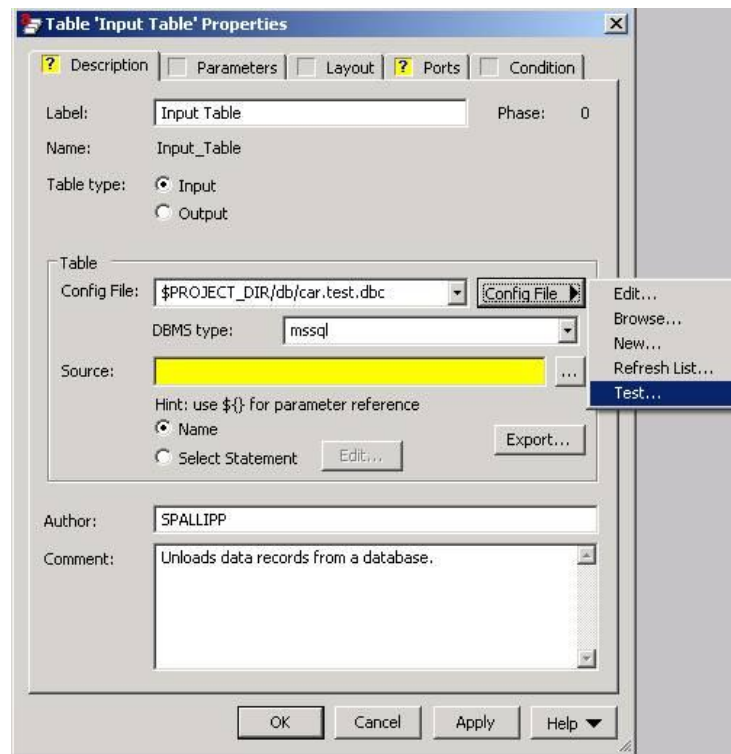 Table 'Input Table' Properties
? Description Parameters Layout ? Ports Condition
Label: Input Table Phase: 0
Name: Input_Table
Table type: Input
Output
Table
Config File: $PROJECT_DIR/db/car.test.dbc Config File
DBMS type: mssql
Source: ...
Hint: use ${} for parameter reference
Name
Select Statement Edit... Export...
Edit...
Browse...
New...
Refresh List...
Test...
Author: SPALLIPP
Comment: Unloads data records from a database.
OK Cancel Apply Help